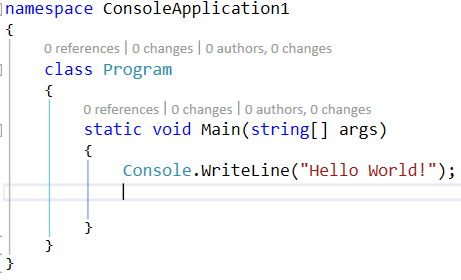 namespace ConsoleApplication1
{
0 references | 0 changes | 0 authors, 0 changes
class Program
{
0 references | 0 changes | 0 authors, 0 changes
static void Main(string[] args)
{
Console.WriteLine("Hello World!");
}
}
}